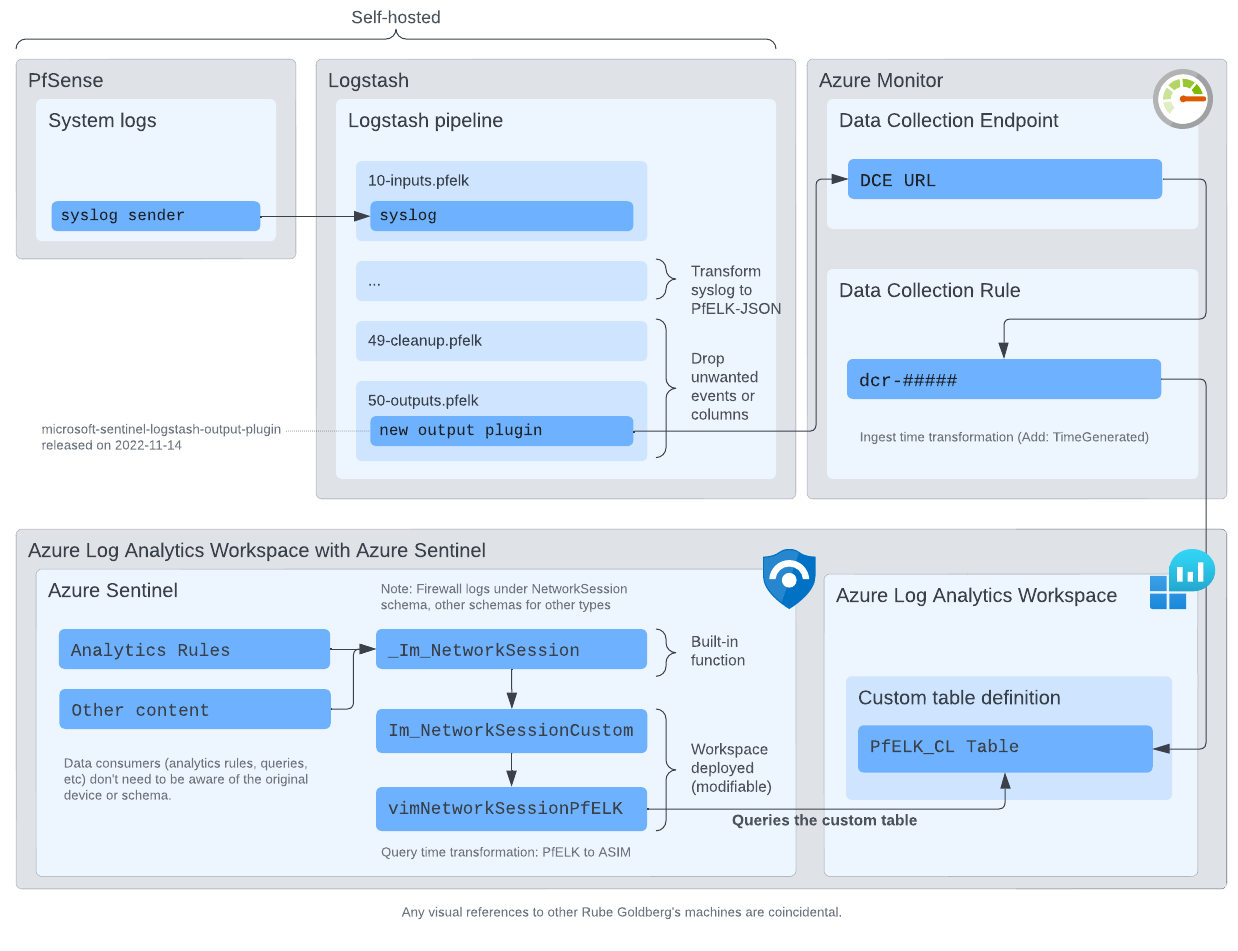 Self-hosted
PfSense
System logs
syslog sender
Logstash
Logstash pipeline
10-inputs.pfelk
syslog
...
Transform
syslog to
PfELK-JSON
49-cleanup.pfelk
Drop
unwanted
events or
columns
50-outputs.pfelk
new output plugin
microsoft-sentinel-logstash-output-plugin
released on 2022-11-14
Azure Monitor
Data Collection Endpoint
DCE URL
Data Collection Rule
dcr-#####
Ingest time transformation (Add: TimeGenerated)
Azure Log Analytics Workspace with Azure Sentinel
Azure Sentinel
Note: Firewall logs under NetworkSession
schema, other schemas for other types
Analytics Rules
Other content
Data consumers (analytics rules, queries,
etc) don't need to be aware of the original
device or schema.
_Im_NetworkSession
Built-in
function
Im_NetworkSessionCustom
vimNetworkSessionPfELK
Workspace
deployed
(modifiable)
Query time transformation: PfELK to ASIM
Queries the custom table
Azure Log Analytics Workspace
Custom table definition
PfELK_CL Table
Any visual references to other Rube Goldberg's machines are coincidental.